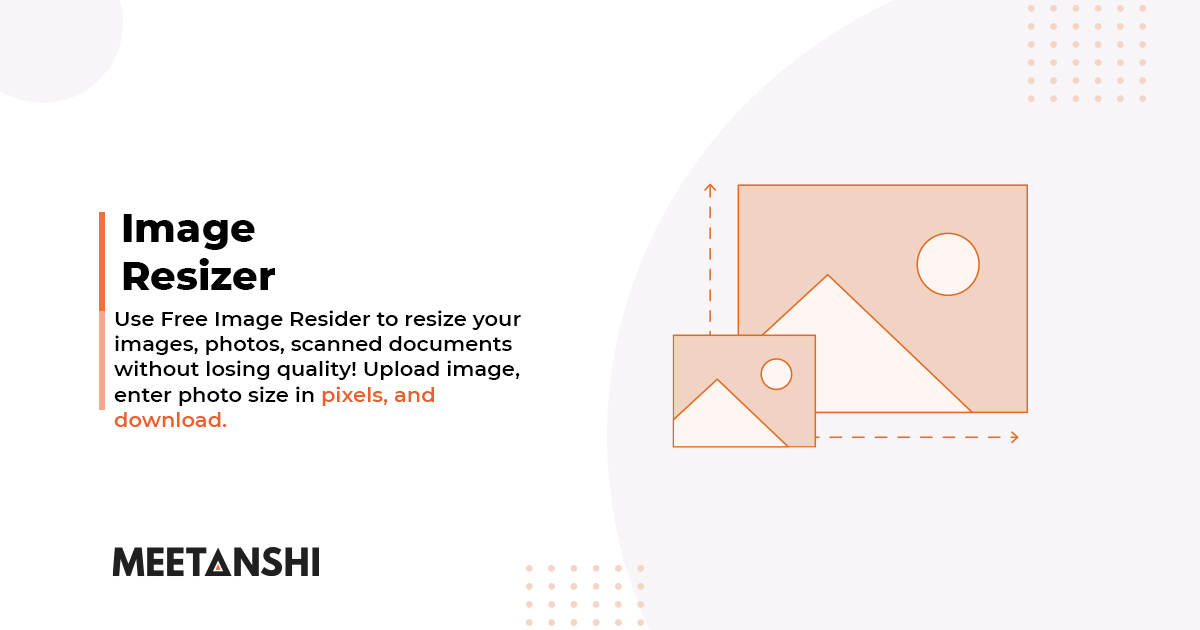 Image
Resizer
Use Free Image Resider to resize your
images, photos, scanned documents
without losing quality! Upload image,
enter photo size in pixels, and
download.
MEETANSHI